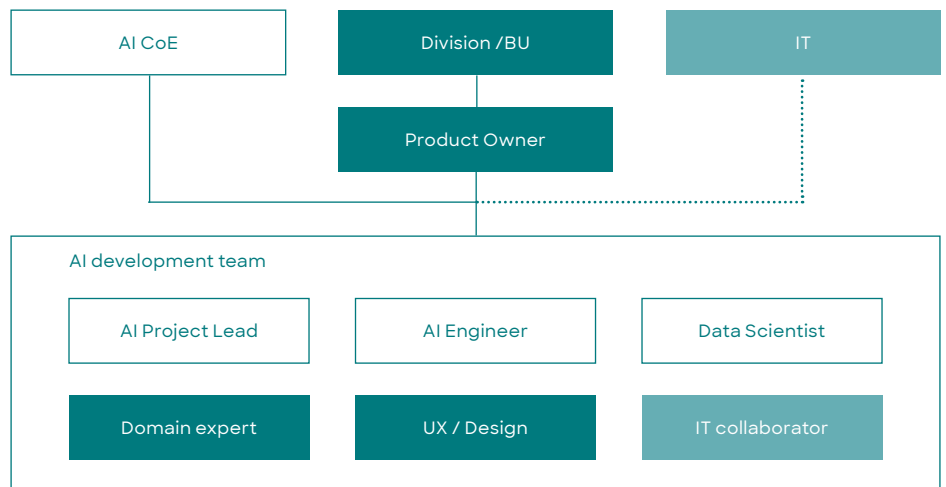 AI CoE
Division /BU
IT
Product Owner
AI development team
AI Project Lead
AI Engineer
Data Scientist
Domain expert
UX / Design
IT collaborator